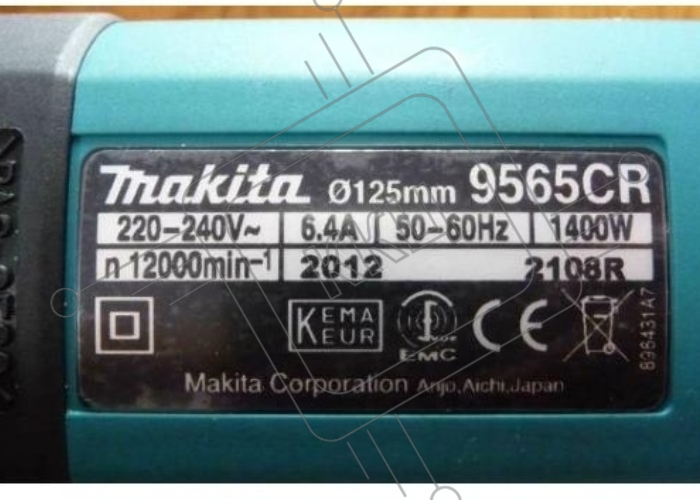 makita Ø125mm 9565CR
220-240V~ 6.4A 50-60Hz 1400W
n 12000min-1 2012 2108R
KEMA
KEUR
EMC
CE
Makita Corporation Anjo,Aichi,Japan
896431A7